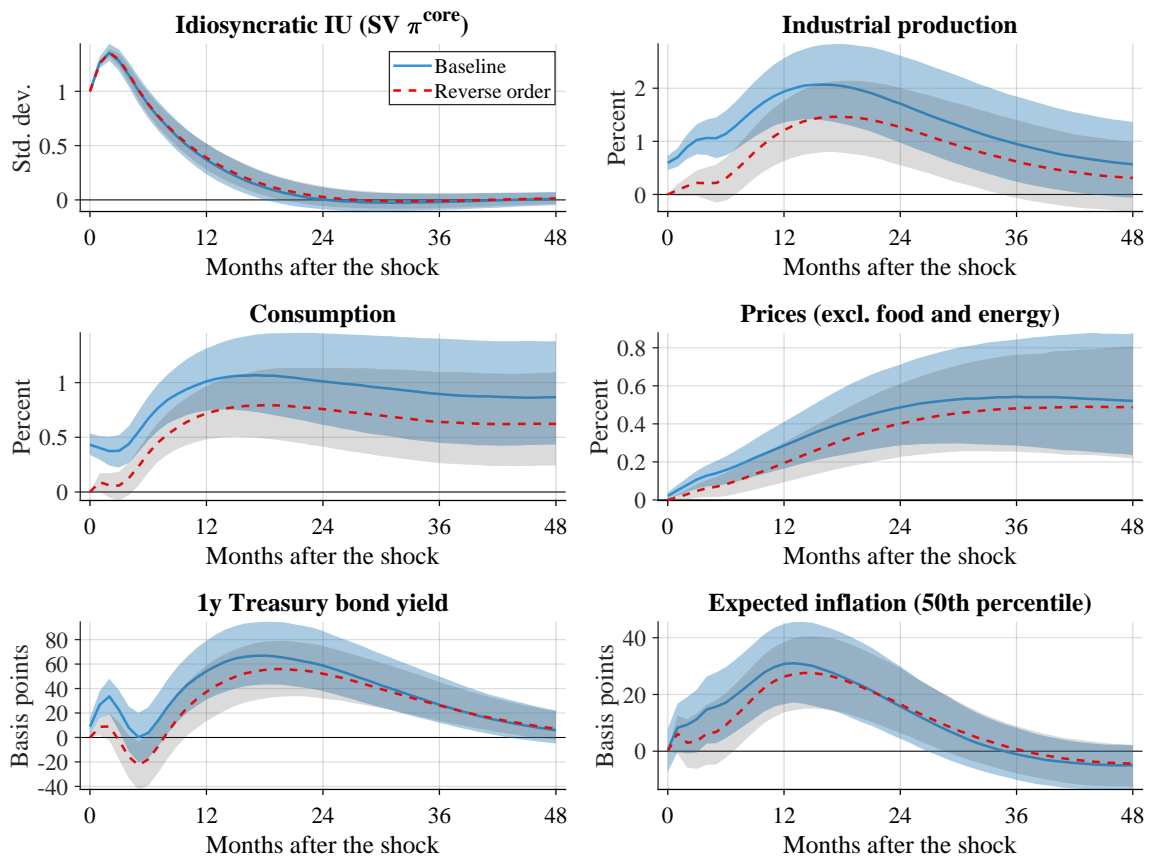 Idiosyncratic IU (SV π^core)
Std. dev.
1
0.5
0
Baseline
Reverse order
0 12 24 36 48
Months after the shock
Industrial production
Percent
2
1
0
0 12 24 36 48
Months after the shock
Consumption
Percent
1
0.5
0
0 12 24 36 48
Months after the shock
Prices (excl. food and energy)
Percent
0.8
0.6
0.4
0.2
0
0 12 24 36 48
Months after the shock
1y Treasury bond yield
Basis points
80
60
40
20
0
-20
-40
0 12 24 36 48
Months after the shock
Expected inflation (50th percentile)
Basis points
40
20
0
0 12 24 36 48
Months after the shock